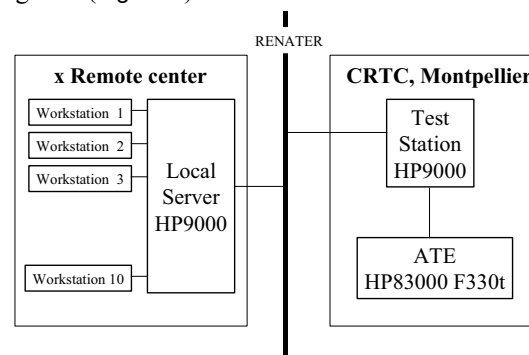 RENATER
x Remote center
Workstation 1
Workstation 2
Workstation 3
Workstation 10
Local
Server
HP9000
CRTC, Montpellier
Test
Station
HP9000
ATE
HP83000 F330t